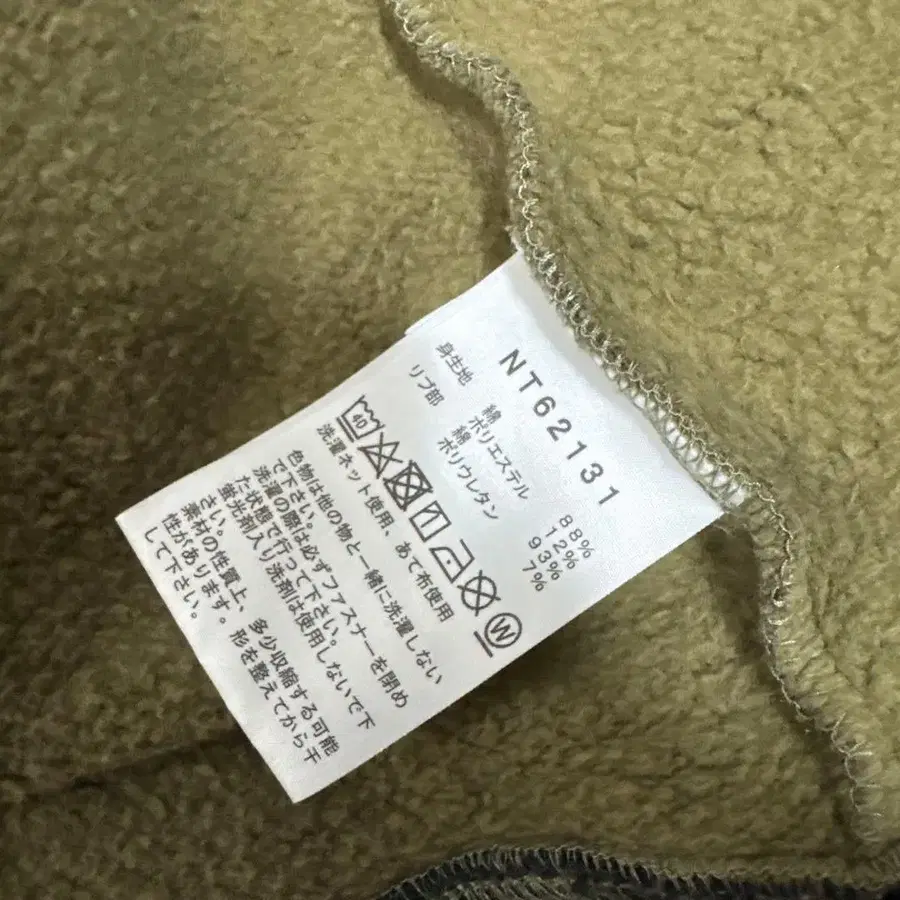 NT62131
身生地 綿 88%
ポリエステル 12%
リブ部 綿 93%
ポリウレタン 7%
40
W
洗濯ネット使用、あて布使用
色物は他の物と一緒に洗濯しない
で下さい。
洗濯の際は必ずファスナーを閉め
た状態で行って下さい。
蛍光剤入り洗剤は使用しないで下
さい。
素材の性質上、多少収縮する可能
性があります。形を整えてから干
して下さい。